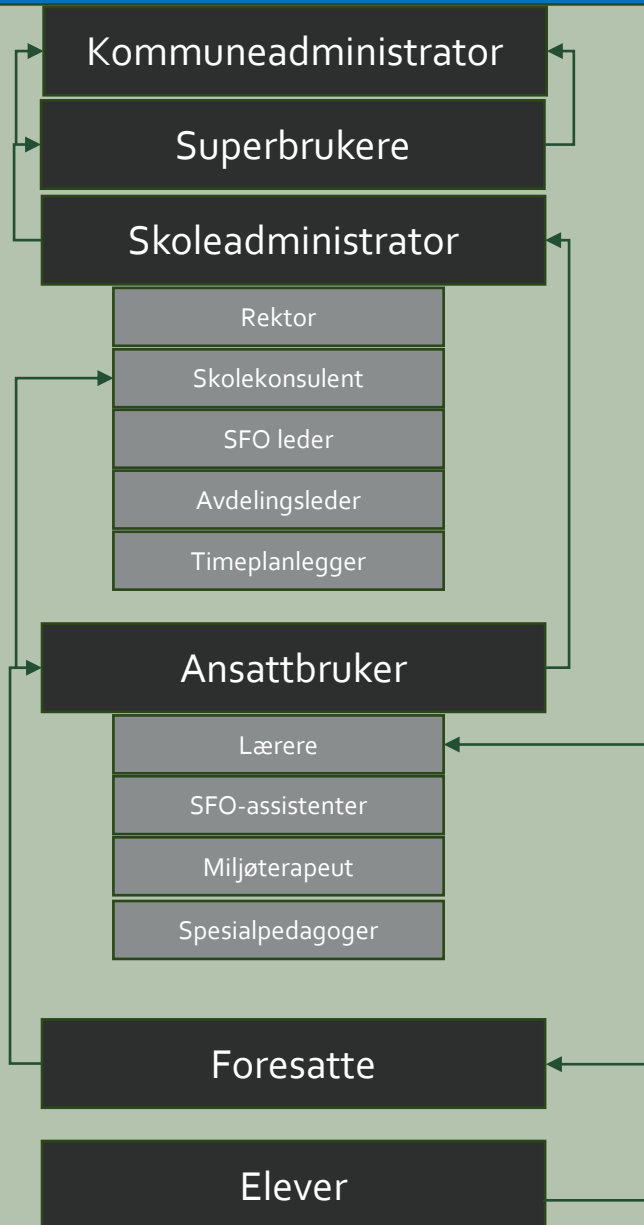 Kommuneadministrator
Superbrukere
Skoleadministrator
Rektor
Skolekonsulent
SFO leder
Avdelingsleder
Timeplanlegger
Ansattbruker
Lærere
SFO-assistenter
Miljøterapeut
Spesialpedagoger
Foresatte
Elever